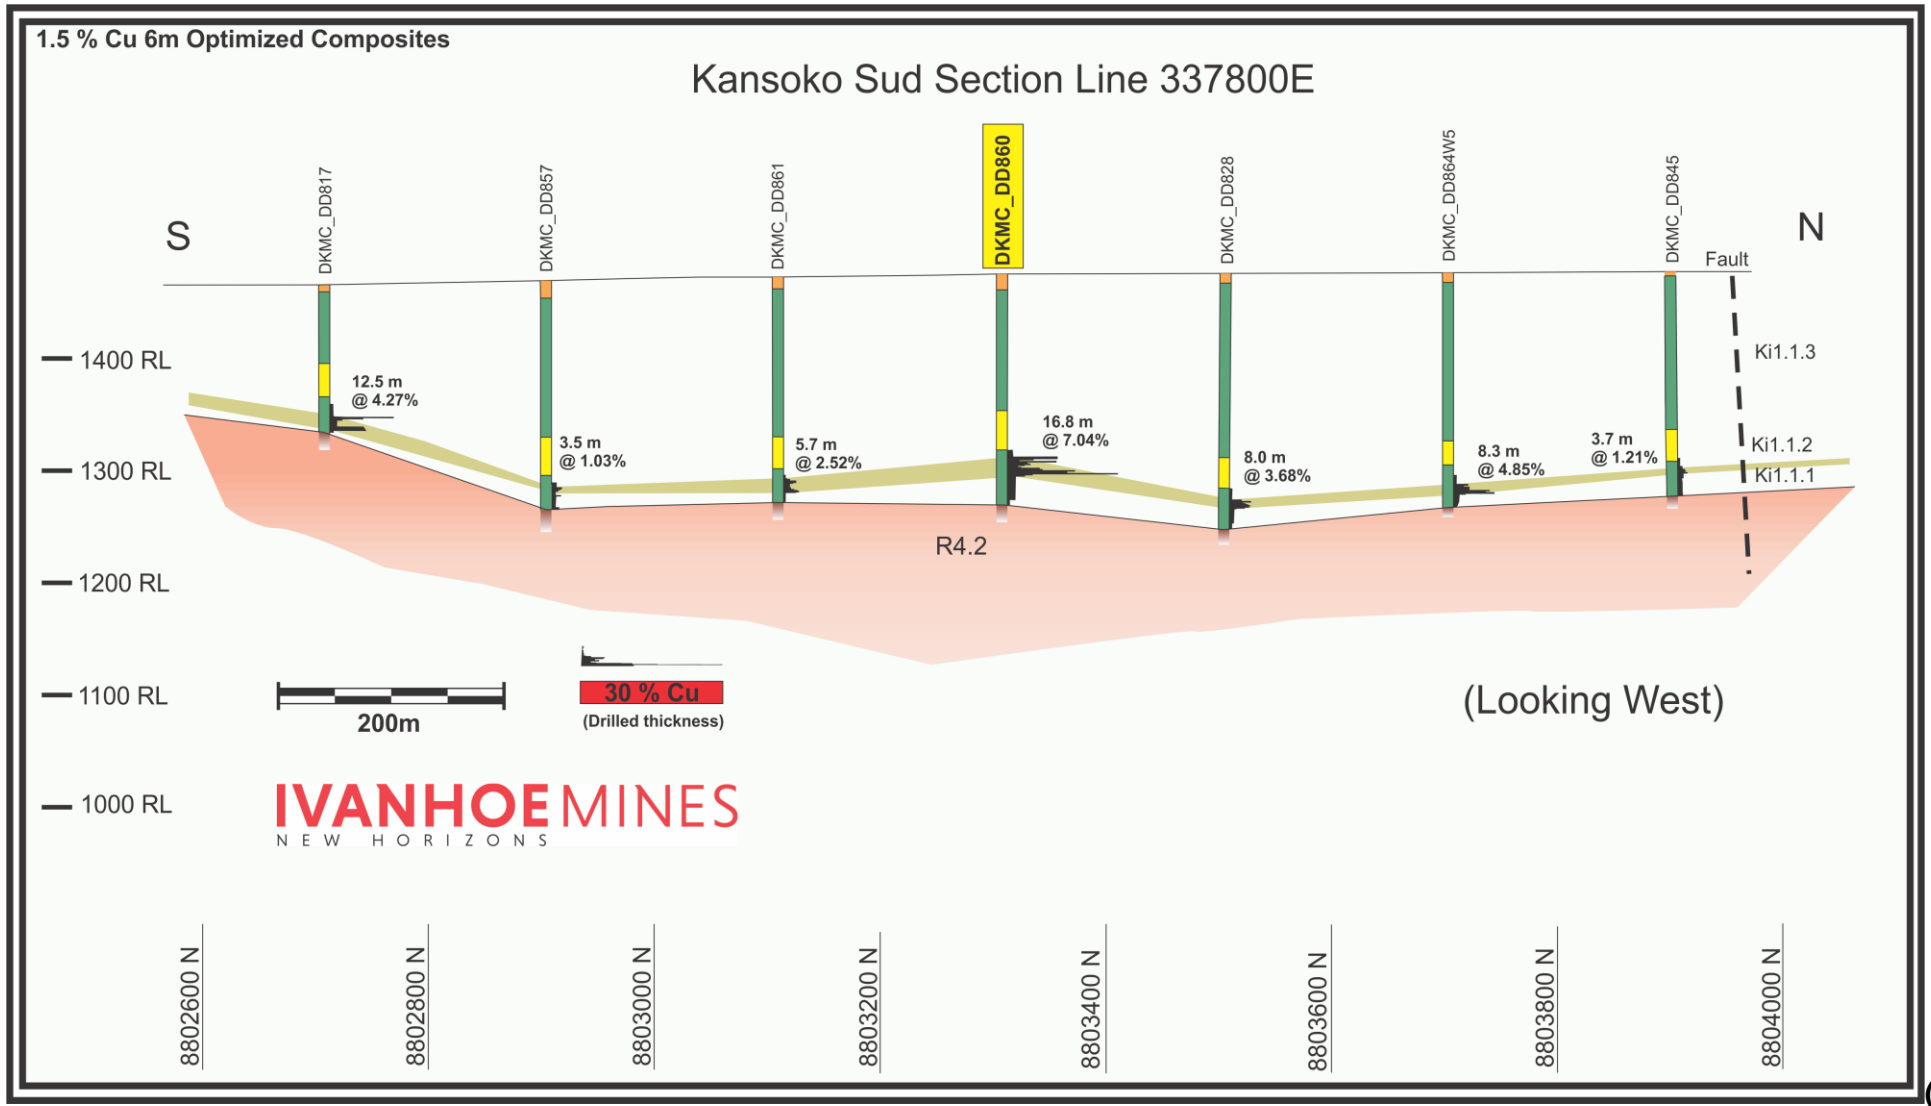 1.5 % Cu 6m Optimized Composites
Kansoko Sud Section Line 337800E
S
DKMC_DD817
DKMC_DD857
DKMC_DD861
DKMC_DD860
DKMC_DD828
DKMC_DD864W5
DKMC_DD845
N
Fault
1400 RL
Ki1.1.3
12.5 m
@ 4.27%
3.5 m
@ 1.03%
5.7 m
@ 2.52%
16.8 m
@ 7.04%
8.0 m
@ 3.68%
8.3 m
@ 4.85%
3.7 m
@ 1.21%
Ki1.1.2
Ki1.1.1
1300 RL
R4.2
1200 RL
1100 RL
200m
30 % Cu
(Drilled thickness)
(Looking West)
1000 RL
IVANHOE MINES
NEW HORIZONS
8802600 N
8802800 N
8803000 N
8803200 N
8803400 N
8803600 N
8803800 N
8804000 N